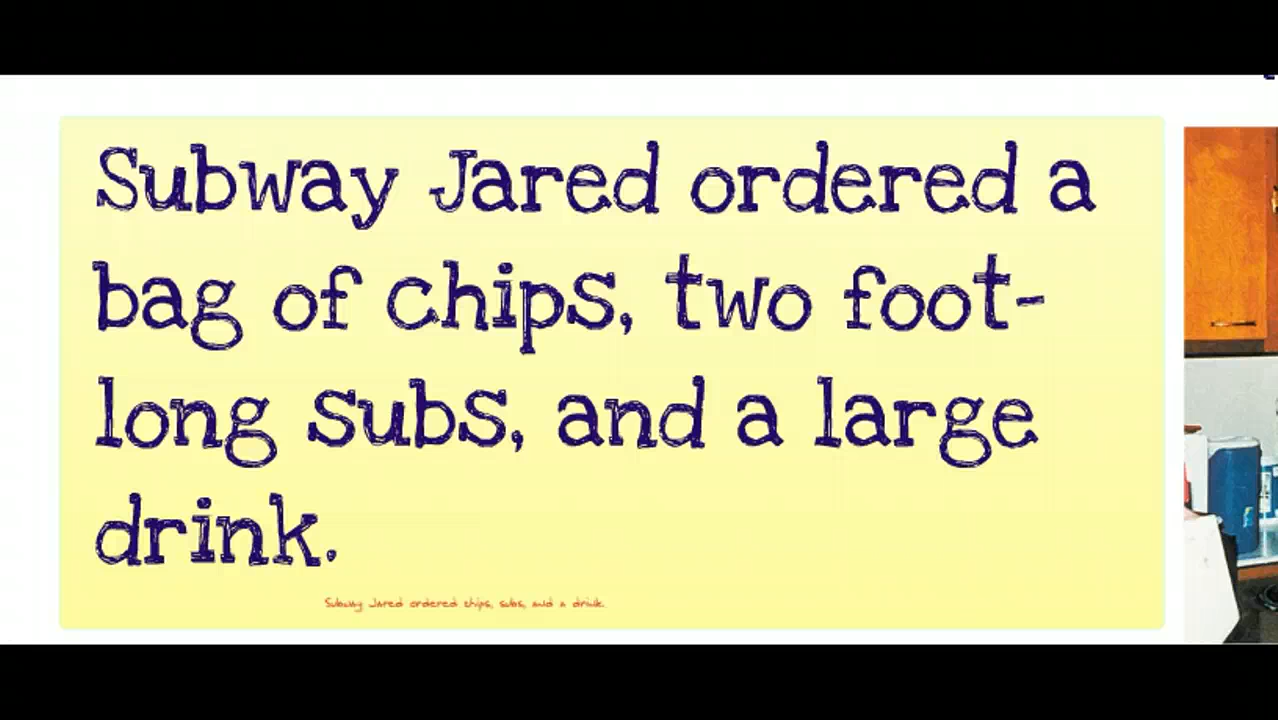 Subway Jared ordered a
bag of chips, two foot-
long subs, and a large
drink.
Subway Jared ordered chips, subs, and a drink.